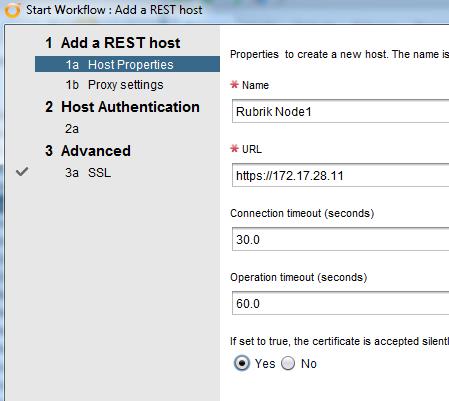 Start Workflow : Add a REST host
1 Add a REST host
1a Host Properties
1b Proxy settings
2 Host Authentication
2a
3 Advanced
3a SSL
Properties to create a new host. The name is
* Name
Rubrik Node1
* URL
https://172.17.28.11
Connection timeout (seconds)
30.0
Operation timeout (seconds)
60.0
If set to true, the certificate is accepted silentl
Yes No